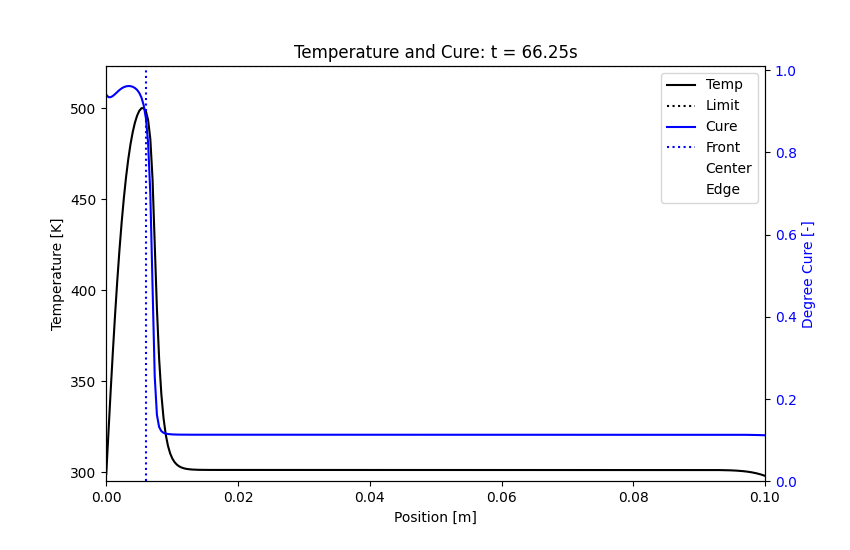 Temperature and Cure: t = 66.25s
Temp
Limit
Cure
Front
Center
Edge
500
450
400
350
300
Temperature [K]
1.0
0.8
0.6
0.4
0.2
0.0
Degree Cure [-]
0.00 0.02 0.04 0.06 0.08 0.10
Position [m]